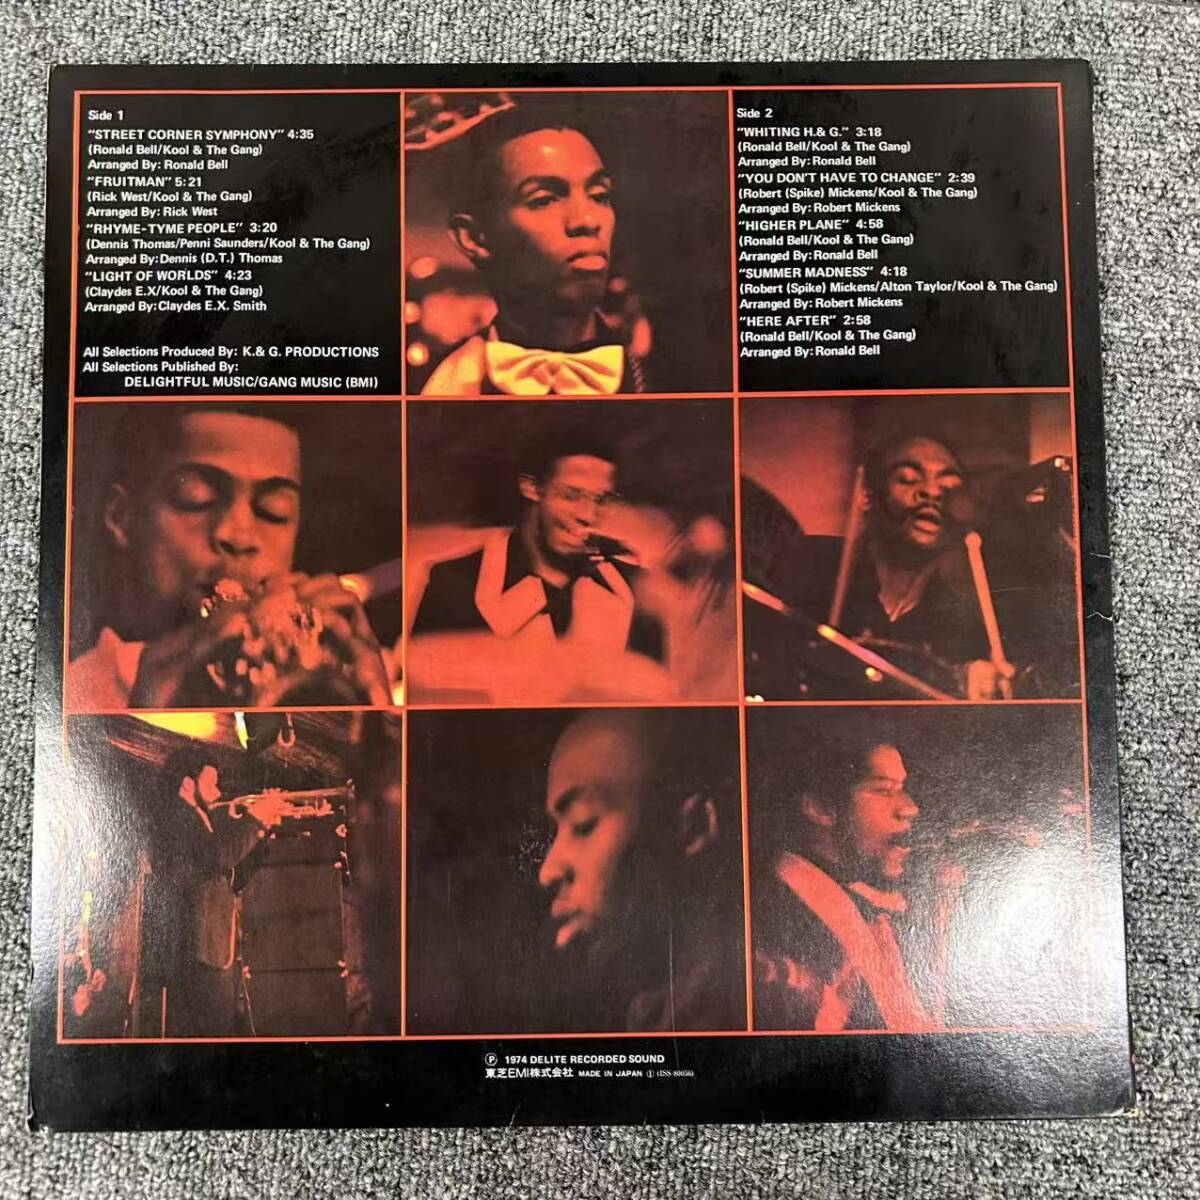 Side 1
"STREET CORNER SYMPHONY" 4:35
(Ronald Bell/Kool & The Gang)
Arranged By: Ronald Bell
"FRUITMAN" 5:21
(Rick West/Kool & The Gang)
Arranged By: Rick West
"RHYME-TYME PEOPLE" 3:20
(Dennis Thomas/Penni Saunders/Kool & The Gang)
Arranged By: Dennis (D.T.) Thomas
"LIGHT OF WORLDS" 4:23
(Claydes E.X/Kool & The Gang)
Arranged By: Claydes E.X. Smith
All Selections Produced By: K.& G. PRODUCTIONS
All Selections Published By:
DELIGHTFUL MUSIC/GANG MUSIC (BMI)
Side 2
"WHITING H.& G." 3:18
(Ronald Bell/Kool & The Gang)
Arranged By: Ronald Bell
"YOU DON'T HAVE TO CHANGE" 2:39
(Robert (Spike) Mickens/Kool & The Gang)
Arranged By: Robert Mickens
"HIGHER PLANE" 4:58
(Ronald Bell/Kool & The Gang)
Arranged By: Ronald Bell
"SUMMER MADNESS" 4:18
(Robert (Spike) Mickens/Alton Taylor/Kool & The Gang)
Arranged By: Robert Mickens
"HERE AFTER" 2:58
(Ronald Bell/Kool & The Gang)
Arranged By: Ronald Bell
Ⓟ 1974 DELITE RECORDED SOUND
東芝EMI株式会社 MADE IN JAPAN ① (ISS-80056)